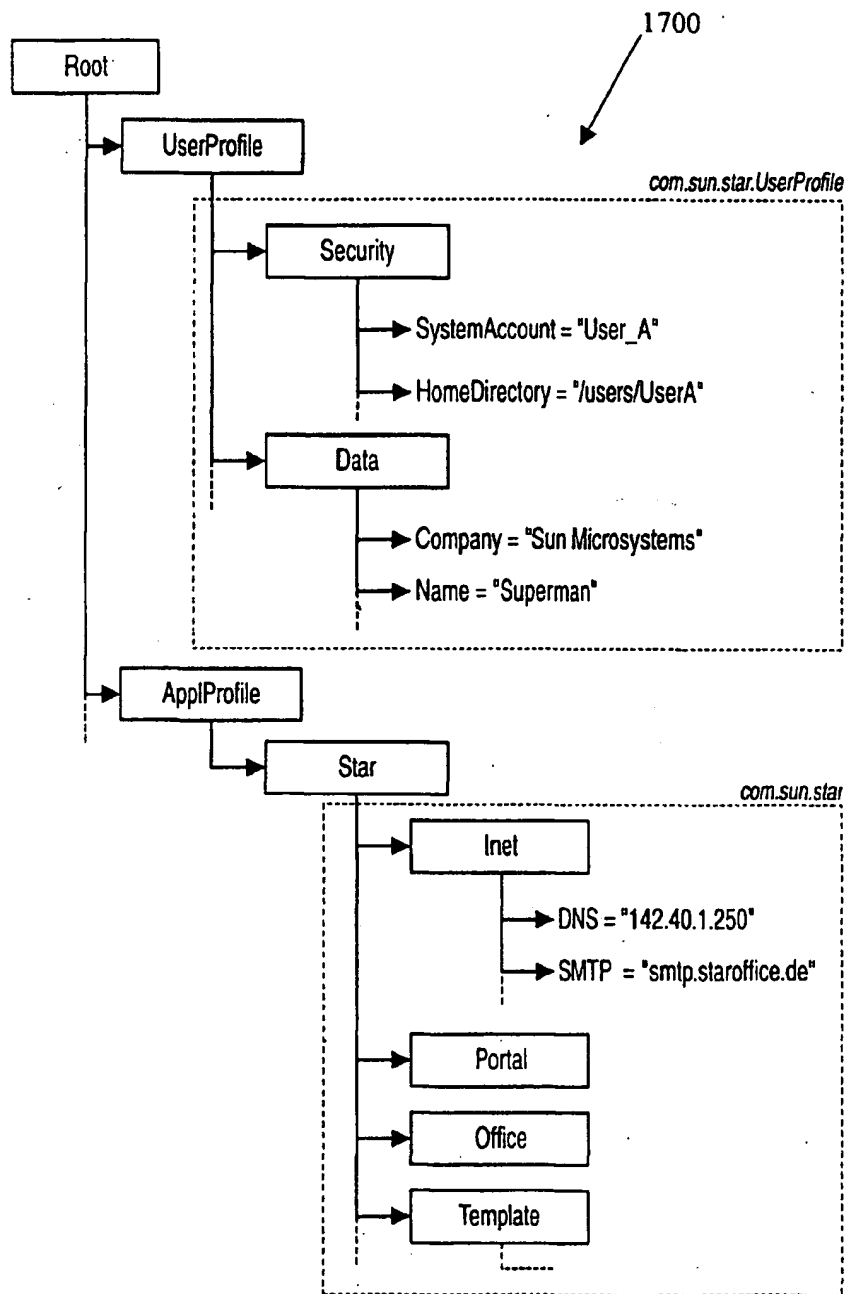 1700
Root
UserProfile
com.sun.star.UserProfile
Security
SystemAccount = "User_A"
HomeDirectory = "/users/UserA"
Data
Company = "Sun Microsystems"
Name = "Superman"
ApplProfile
Star
com.sun.star
Inet
DNS = "142.40.1.250"
SMTP = "smtp.staroffice.de"
Portal
Office
Template